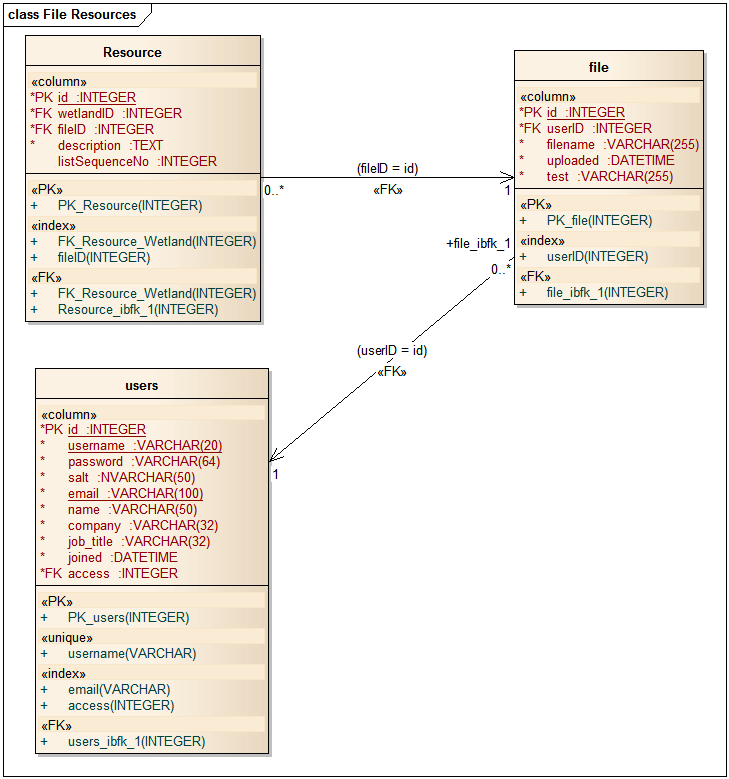 class File Resources
Resource
«column»
*PK id :INTEGER
*FK wetlandID :INTEGER
*FK fileID :INTEGER
* description :TEXT
listSequenceNo :INTEGER
«PK»
+ PK_Resource(INTEGER)
«index»
+ FK_Resource_Wetland(INTEGER)
+ fileID(INTEGER)
«FK»
+ FK_Resource_Wetland(INTEGER)
+ Resource_ibfk_1(INTEGER)
(fileID = id)
0..*
«FK»
1
file
«column»
*PK id :INTEGER
*FK userID :INTEGER
* filename :VARCHAR(255)
* uploaded :DATETIME
* test :VARCHAR(255)
«PK»
+ PK_file(INTEGER)
«index»
+ userID(INTEGER)
«FK»
+ file_ibfk_1(INTEGER)
+file_ibfk_1
0..*
(userID = id)
«FK»
1
users
«column»
*PK id :INTEGER
* username :VARCHAR(20)
* password :VARCHAR(64)
* salt :NVARCHAR(50)
* email :VARCHAR(100)
* name :VARCHAR(50)
* company :VARCHAR(32)
* job_title :VARCHAR(32)
* joined :DATETIME
*FK access :INTEGER
«PK»
+ PK_users(INTEGER)
«unique»
+ username(VARCHAR)
«index»
+ email(VARCHAR)
+ access(INTEGER)
«FK»
+ users_ibfk_1(INTEGER)